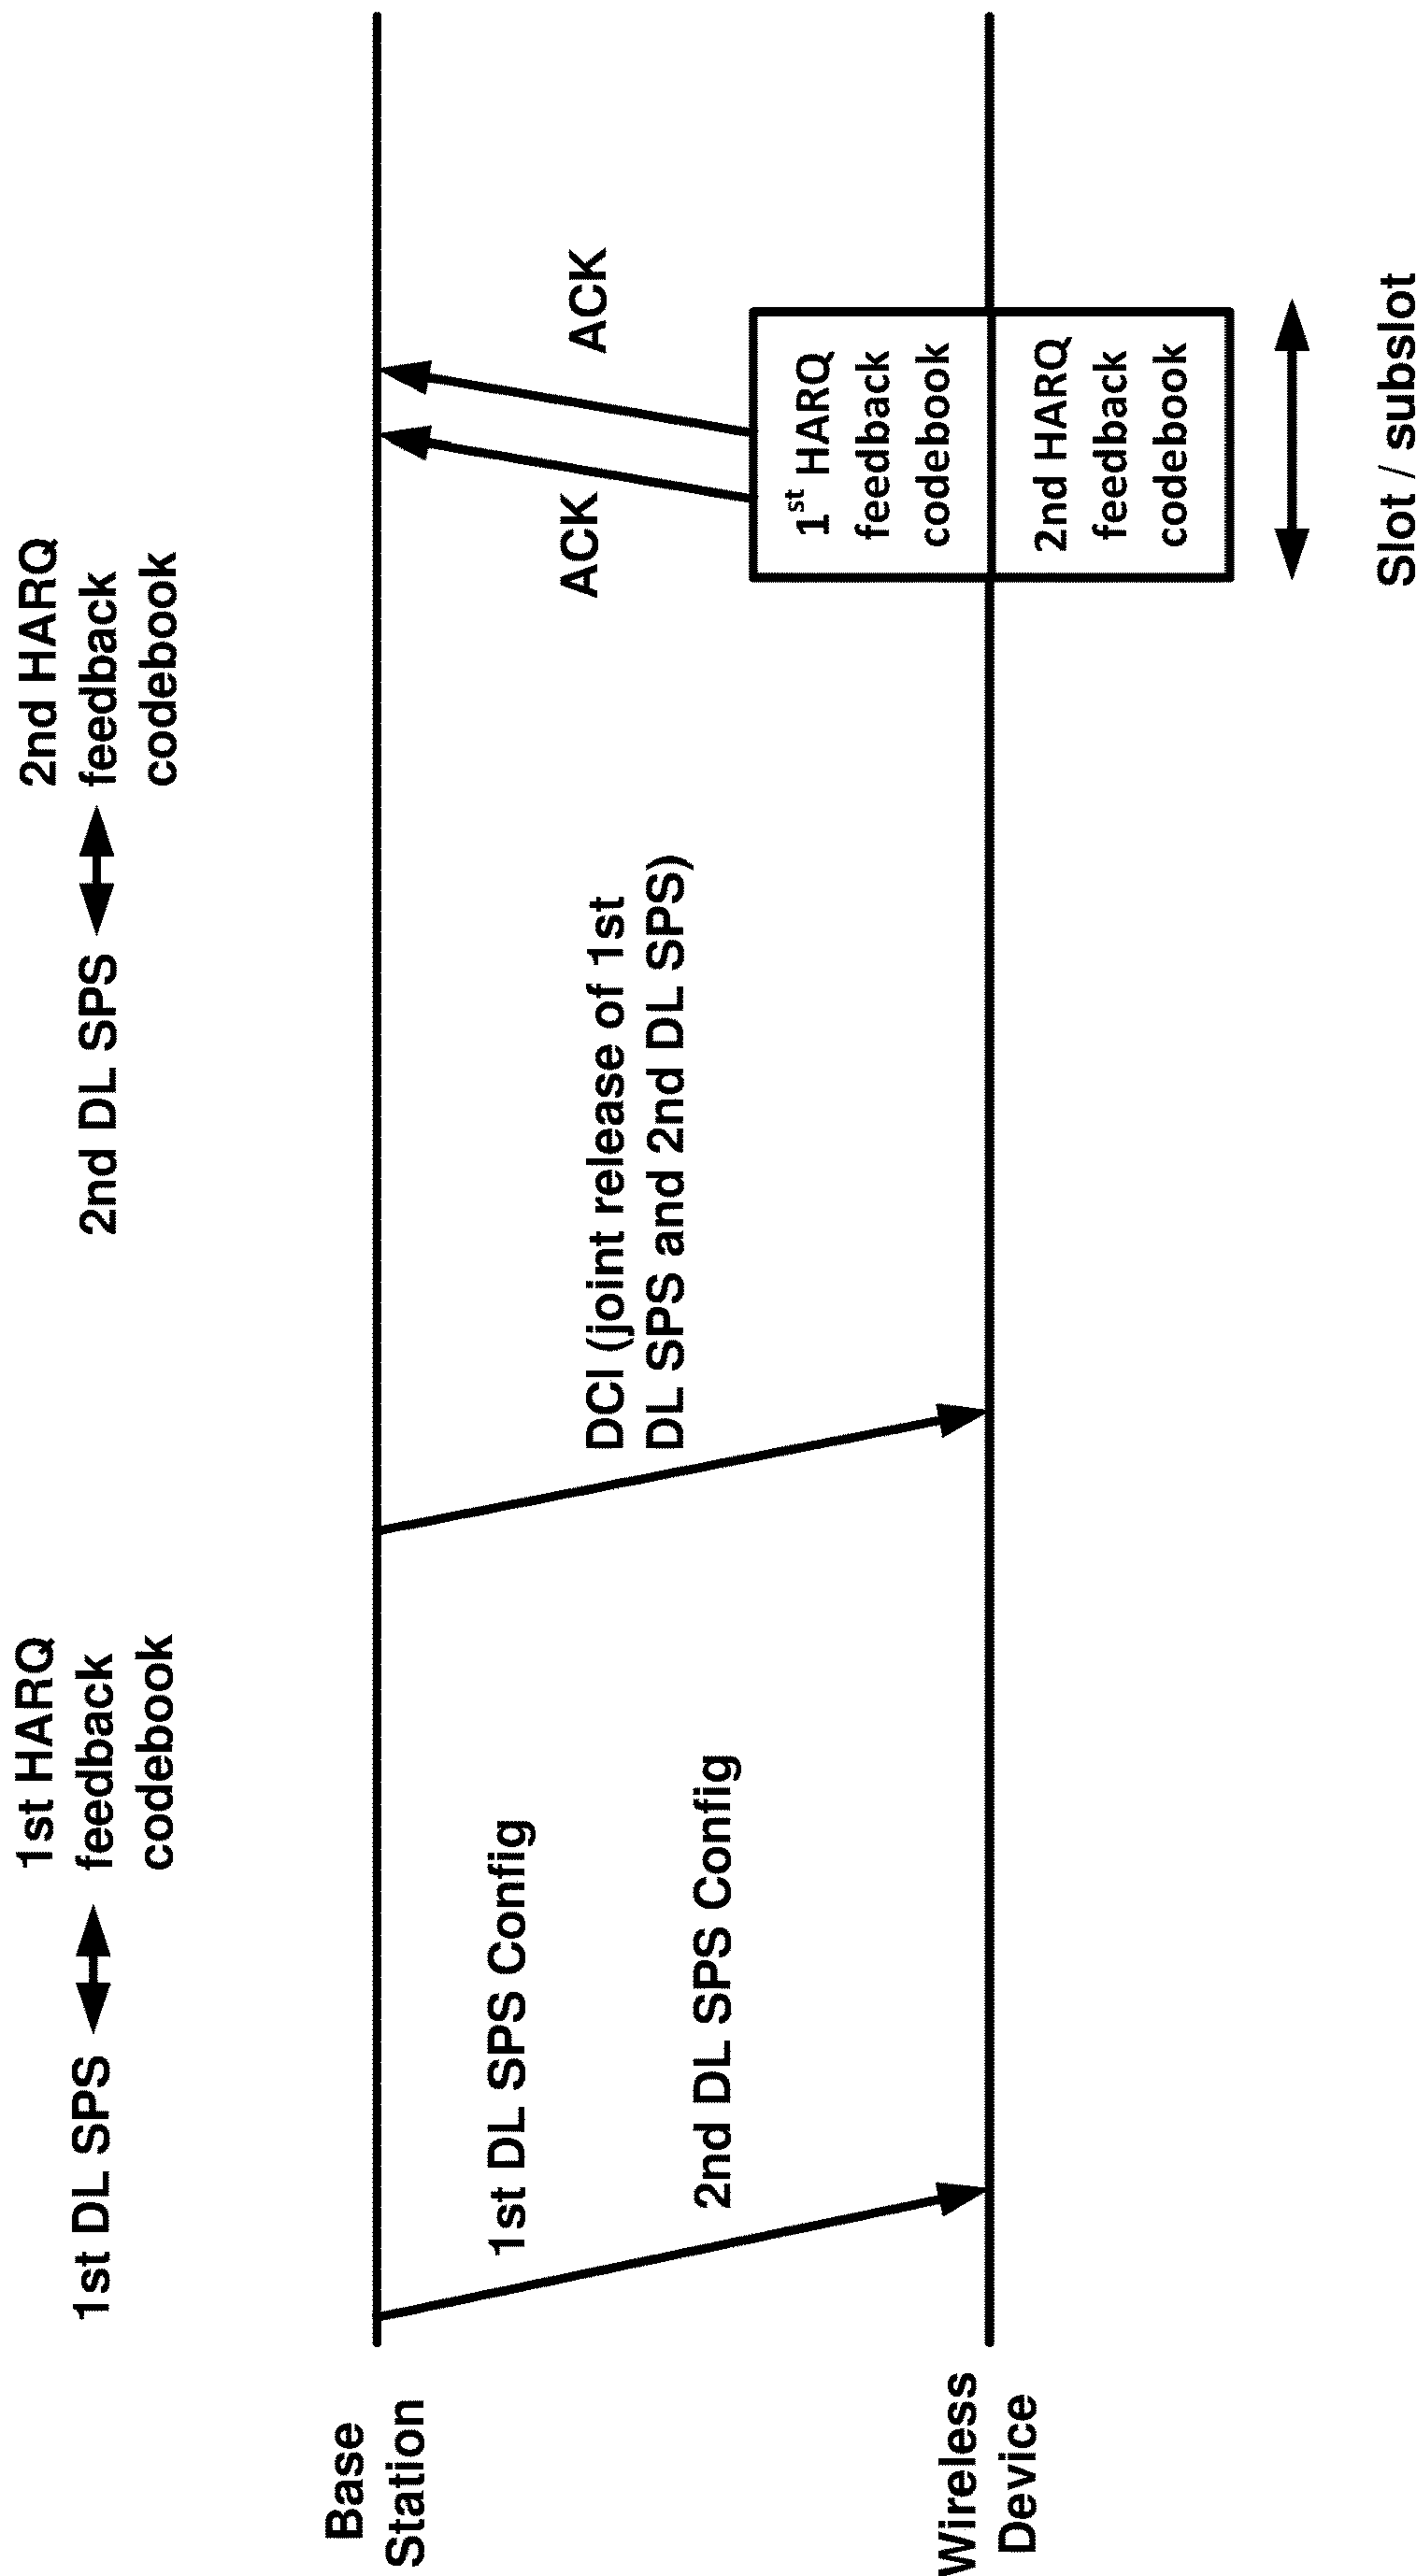 1st DL SPS
1st HARQ
feedback
codebook
2nd DL SPS
2nd HARQ
feedback
codebook
Base
Station
1st DL SPS Config
2nd DL SPS Config
DCI (joint release of 1st
DL SPS and 2nd DL SPS)
ACK
ACK
1st HARQ
feedback
codebook
Wireless
Device
2nd HARQ
feedback
codebook
Slot / subslot